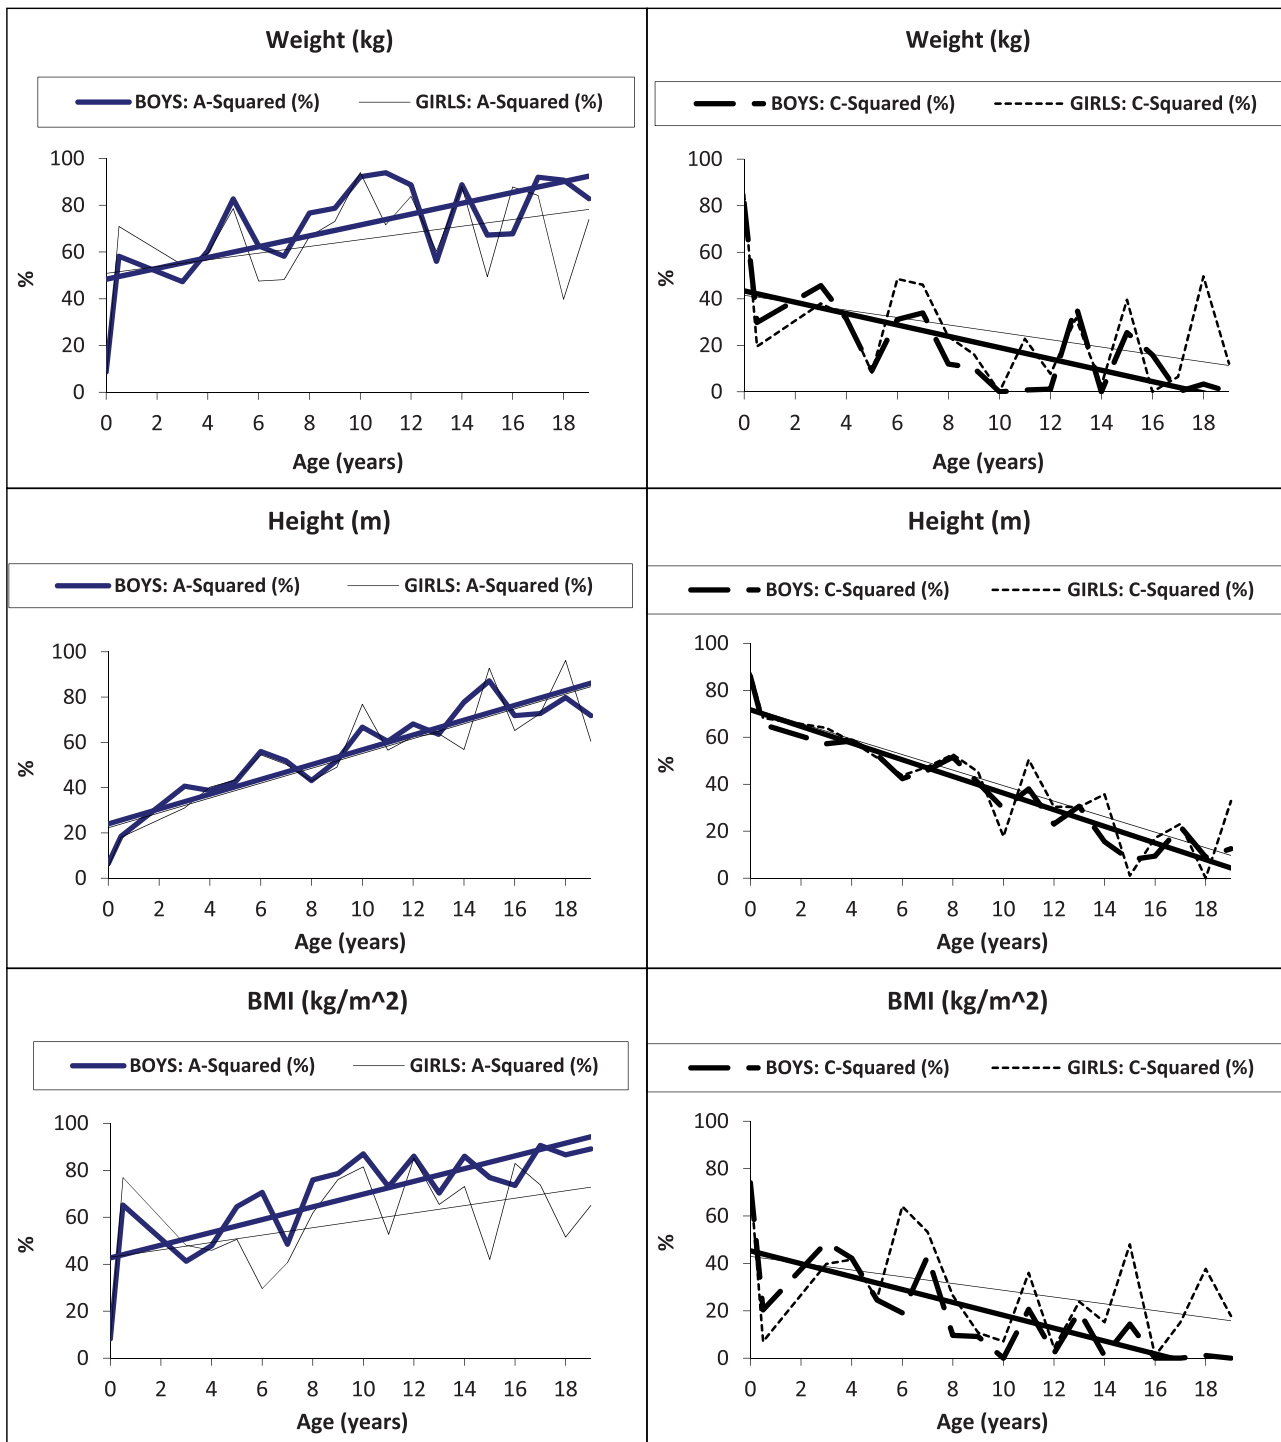 Weight (kg)
BOYS: A-Squared (%) GIRLS: A-Squared (%)
100
80
60
40
20
0
%
0 2 4 6 8 10 12 14 16 18
Age (years)
Weight (kg)
BOYS: C-Squared (%) GIRLS: C-Squared (%)
100
80
60
40
20
0
%
0 2 4 6 8 10 12 14 16 18
Age (years)
Height (m)
BOYS: A-Squared (%) GIRLS: A-Squared (%)
100
80
60
40
20
0
%
0 2 4 6 8 10 12 14 16 18
Age (years)
Height (m)
BOYS: C-Squared (%) GIRLS: C-Squared (%)
100
80
60
40
20
0
%
0 2 4 6 8 10 12 14 16 18
Age (years)
BMI (kg/m^2)
BOYS: A-Squared (%) GIRLS: A-Squared (%)
100
80
60
40
20
0
%
0 2 4 6 8 10 12 14 16 18
Age (years)
BMI (kg/m^2)
BOYS: C-Squared (%) GIRLS: C-Squared (%)
100
80
60
40
20
0
%
0 2 4 6 8 10 12 14 16 18
Age (years)